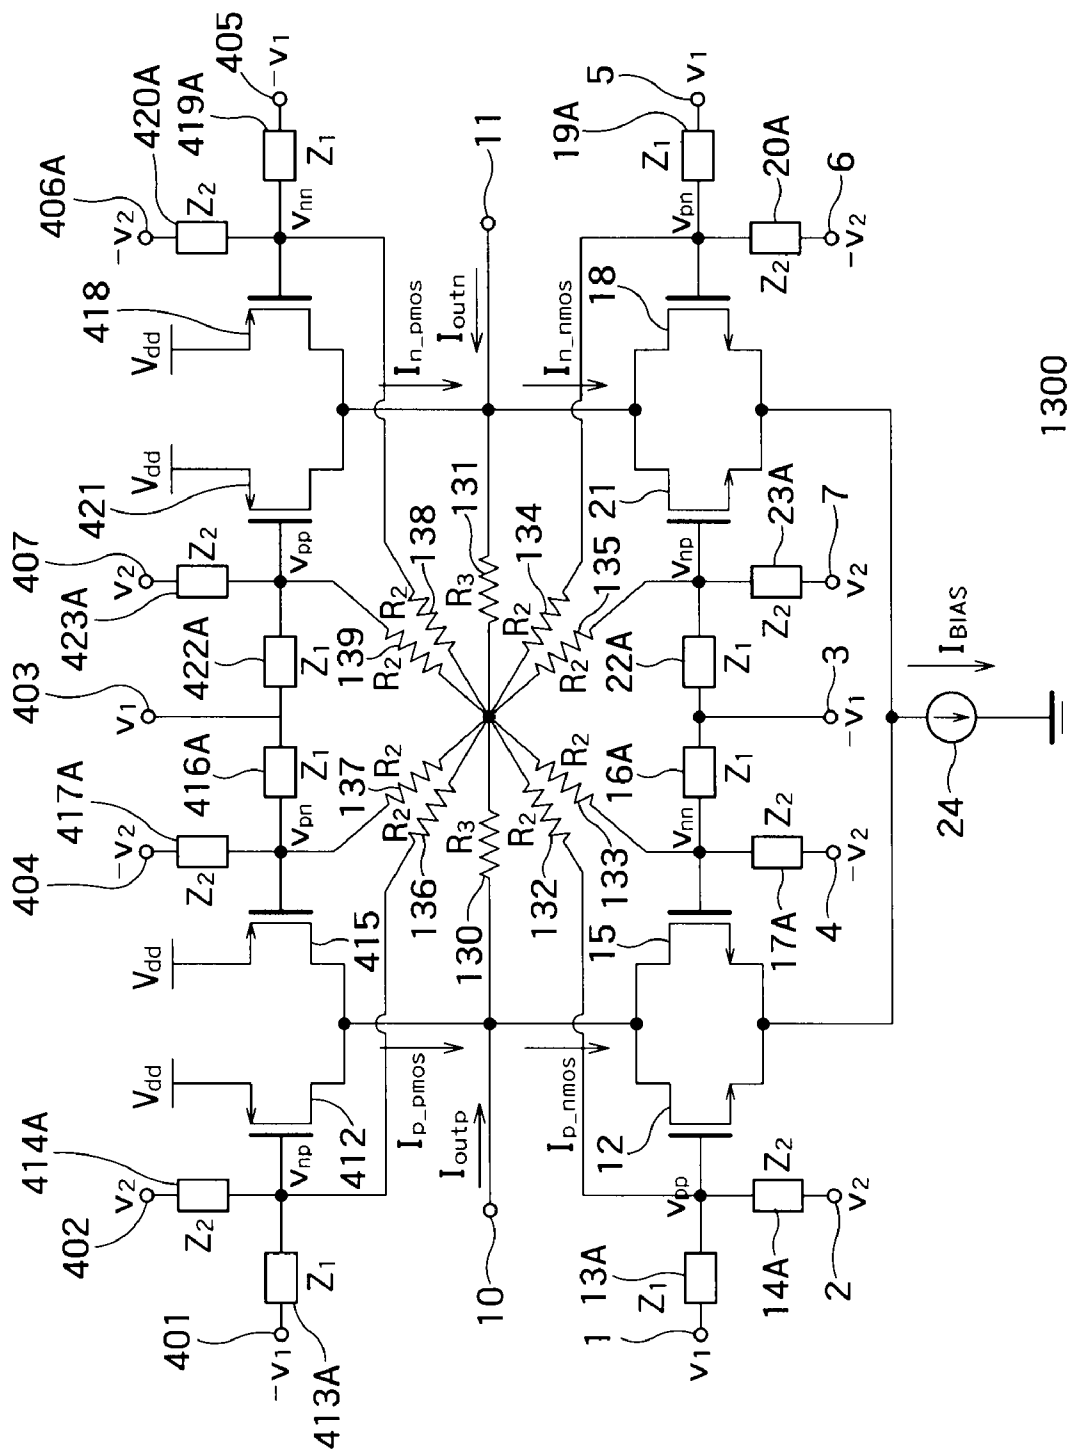 414A
404
407
403
406A
402
417A
423A
420A
V2
-V2
V2
V1
-V2
418
Vdd
Vdd
421
Vdd
Vdd
401
416A
422A
419A
405
Z2
Z2
Z2
Z2
-V1
-V1
413A
Z1
Z1
Z1
Z1
Vnp
Vpn
Vpp
Vnn
412
415
137
R2
139
R2
R2
138
136
R2
Ip_pmos
In_pmos
Ioutp
Ioutn
10
130
R3
R3
131
11
132
R2
R2
134
Ip_nmos
In_nmos
133
R2
R2
135
12
15
21
18
1
13A
16A
22A
19A
5
Z1
Z1
Z1
Z1
Vpp
Vnn
Vnp
Vpn
V1
V1
14A
Z2
17A
Z2
Z2
23A
Z2
20A
2
4
3
7
6
V2
-V2
-V1
V2
-V2
24
IBIAS
1300